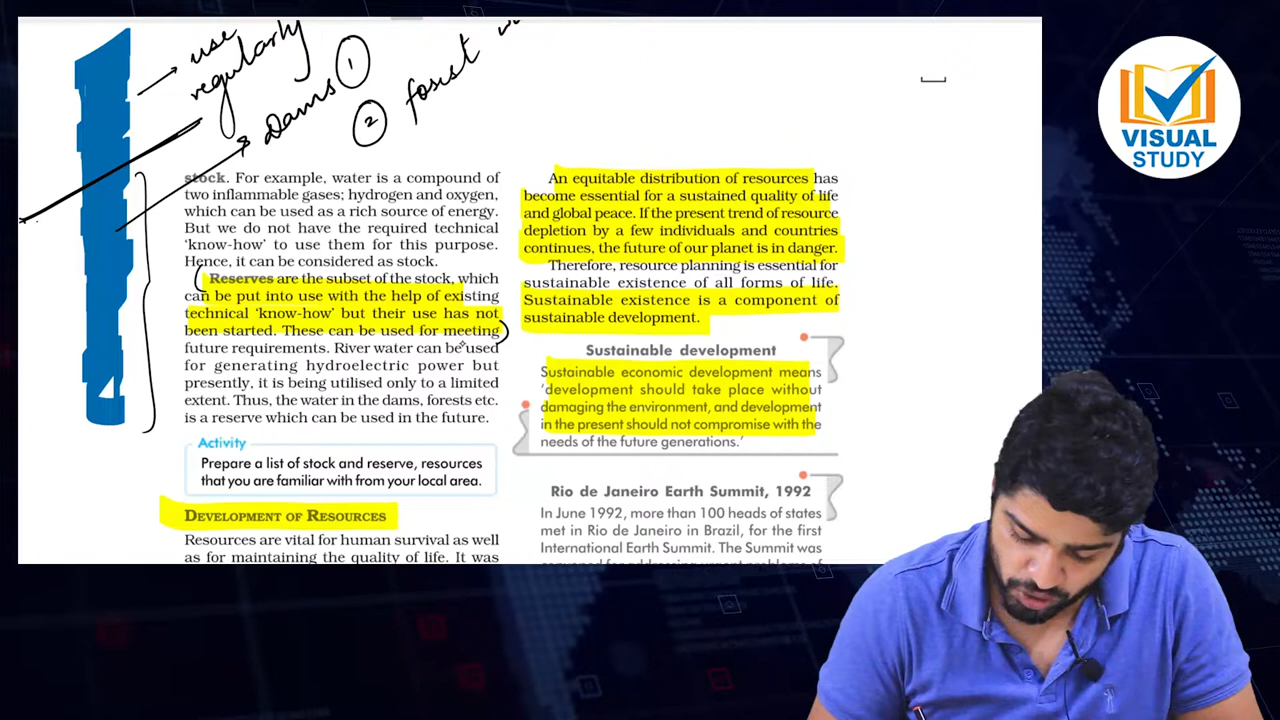 use
regularly
Dams ①
② forist
stock. For example, water is a compound of
two inflammable gases; hydrogen and oxygen,
which can be used as a rich source of energy.
But we do not have the required technical
‘know-how’ to use them for this purpose.
Hence, it can be considered as stock.
Reserves are the subset of the stock, which
can be put into use with the help of existing
technical ‘know-how’ but their use has not
been started. These can be used for meeting
future requirements. River water can be used
for generating hydroelectric power but
presently, it is being utilised only to a limited
extent. Thus, the water in the dams, forests etc.
is a reserve which can be used in the future.
Activity
Prepare a list of stock and reserve, resources
that you are familiar with from your local area.
DEVELOPMENT OF RESOURCES
Resources are vital for human survival as well
as for maintaining the quality of life. It was
An equitable distribution of resources has
become essential for a sustained quality of life
and global peace. If the present trend of resource
depletion by a few individuals and countries
continues, the future of our planet is in danger.
Therefore, resource planning is essential for
sustainable existence of all forms of life.
Sustainable existence is a component of
sustainable development.
Sustainable development
Sustainable economic development means
‘development should take place without
damaging the environment, and development
in the present should not compromise with the
needs of the future generations.’
Rio de Janeiro Earth Summit, 1992
In June 1992, more than 100 heads of states
met in Rio de Janeiro in Brazil, for the first
International Earth Summit. The Summit was
VISUAL
STUDY